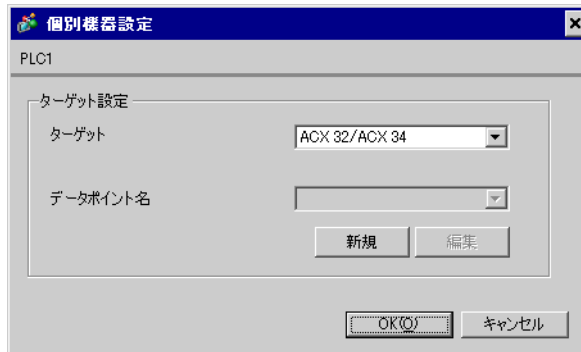 個別機器設定
PLC1
ターゲット設定
ターゲット
ACX 32/ACX 34
データポイント名
新規
編集
OK(O)
キャンセル